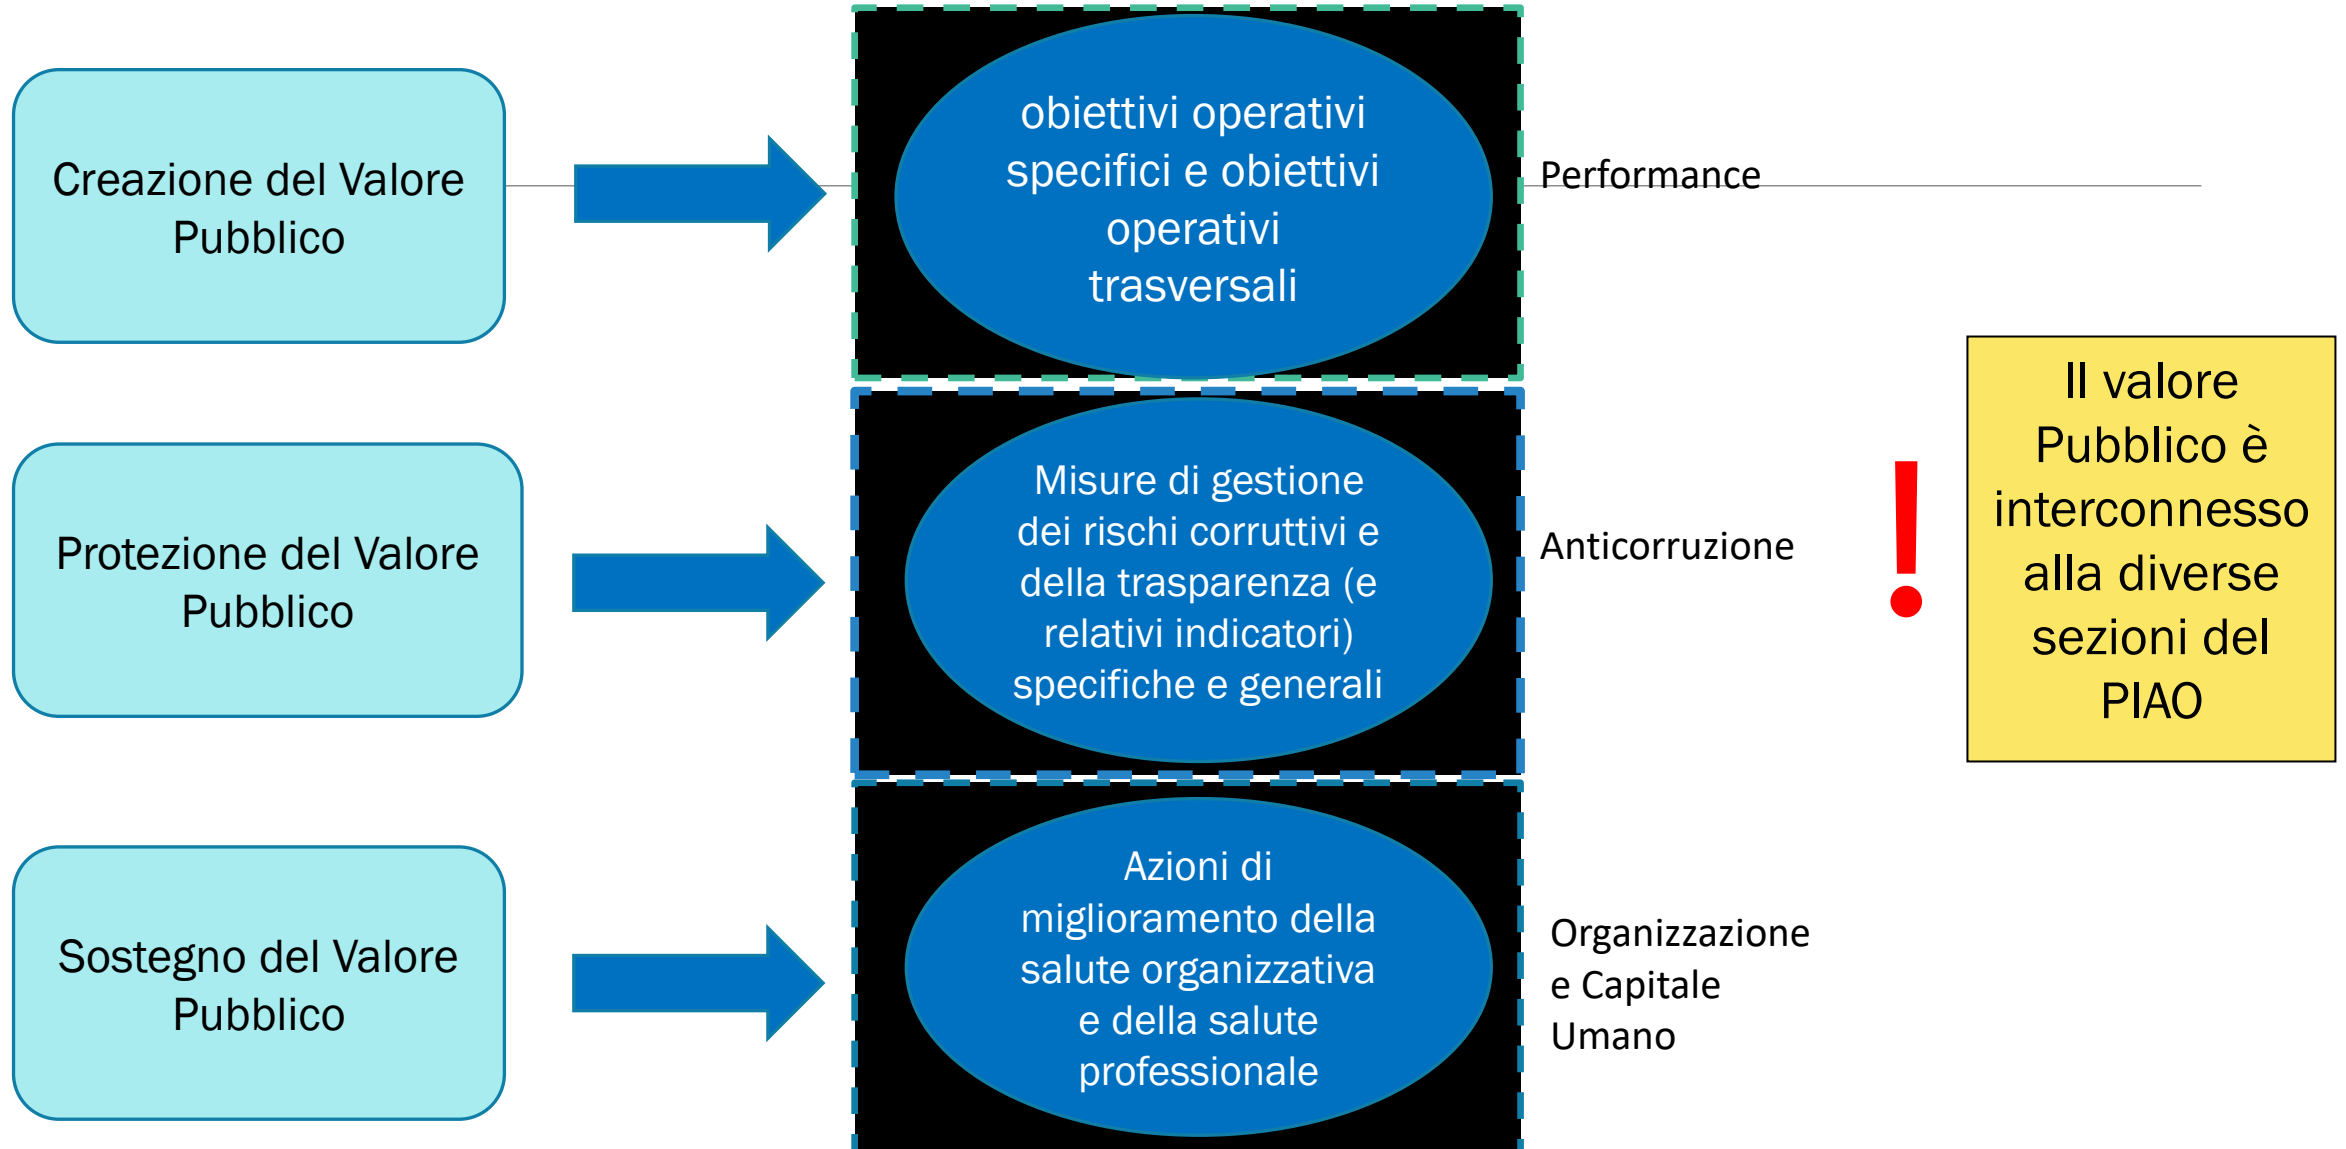 Creazione del Valore
Pubblico
obiettivi operativi
specifici e obiettivi
operativi
trasversali
Performance
Protezione del Valore
Pubblico
Misure di gestione
dei rischi corruttivi e
della trasparenza (e
relativi indicatori)
specifiche e generali
Anticorruzione
!
Il valore
Pubblico è
interconnesso
alla diverse
sezioni del
PIAO
Sostegno del Valore
Pubblico
Azioni di
miglioramento della
salute organizzativa
e della salute
professionale
Organizzazione
e Capitale
Umano